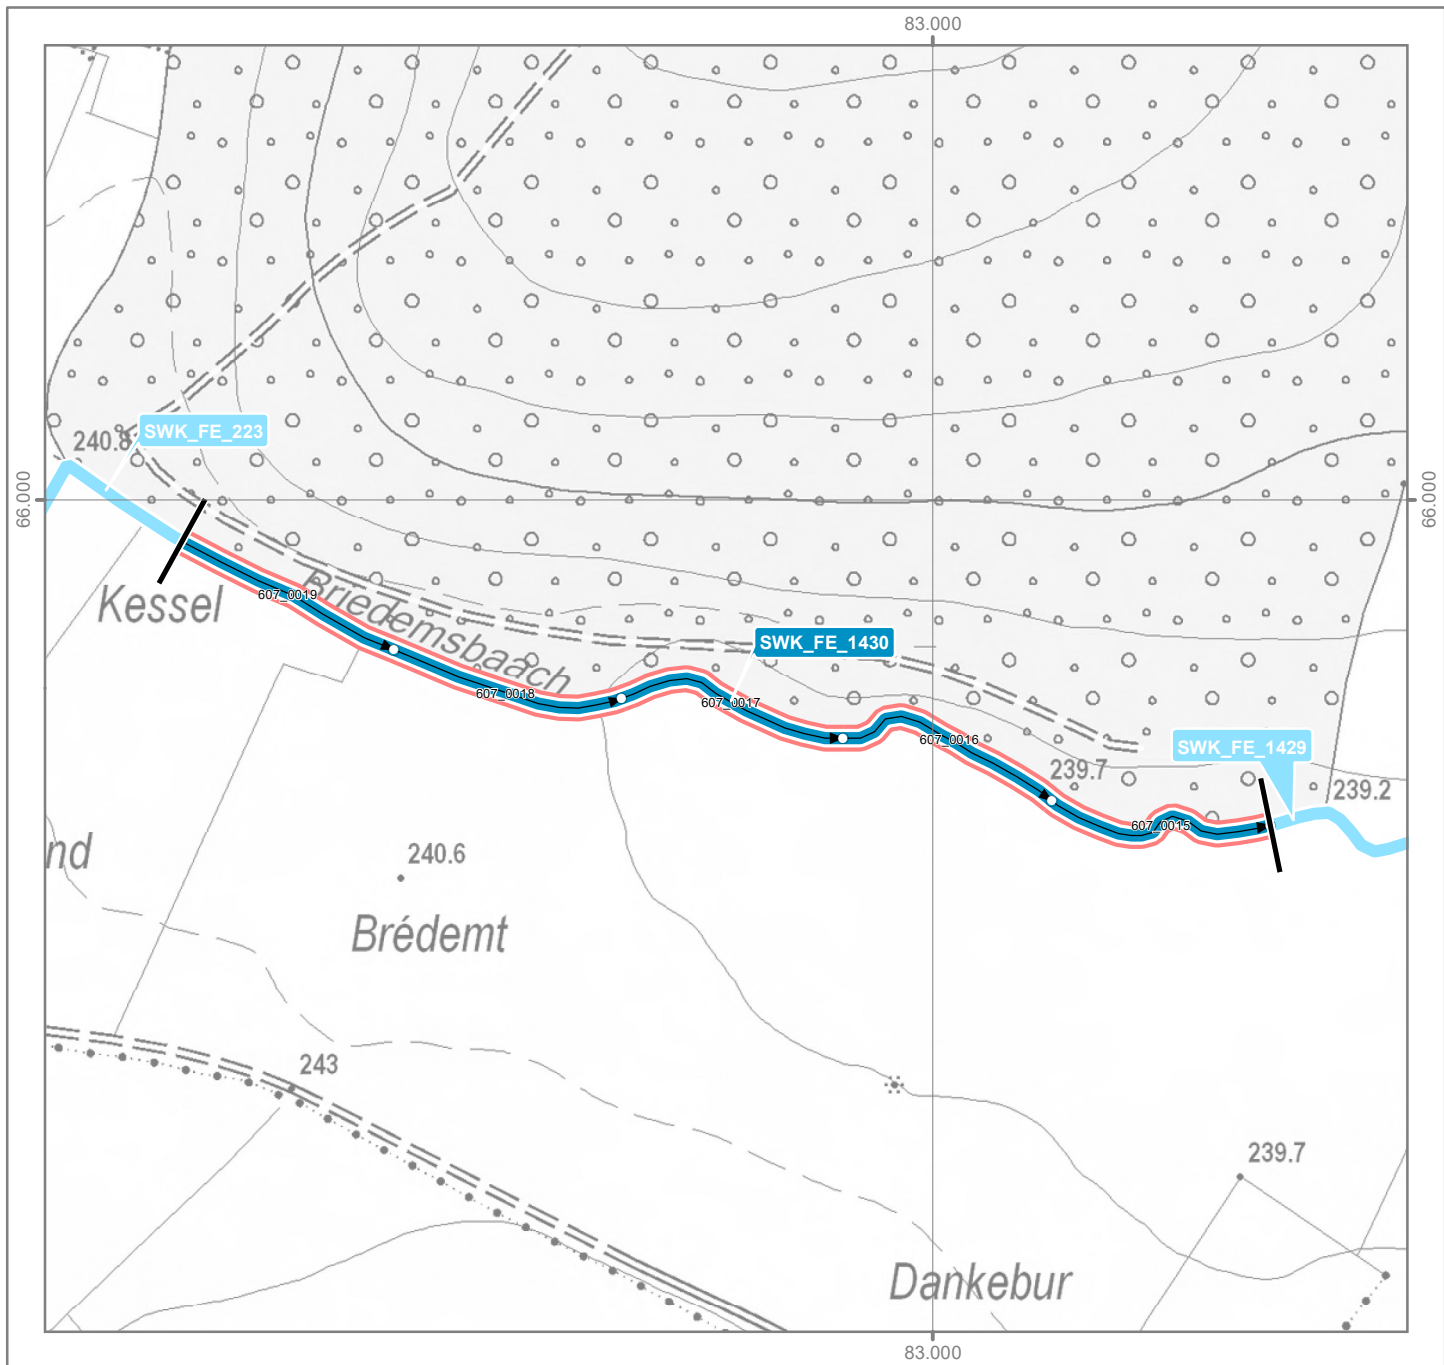 83.000
240.8
SWK_FE_223
66.000
66.000
Kessel
607_0019
Briedemsbaach
SWK_FE_1430
607_0018
607_0017
607_0016
239.7
SWK_FE_1429
239.2
607_0015
nd
240.6
Brédemt
243
239.7
Dankebur
83.000